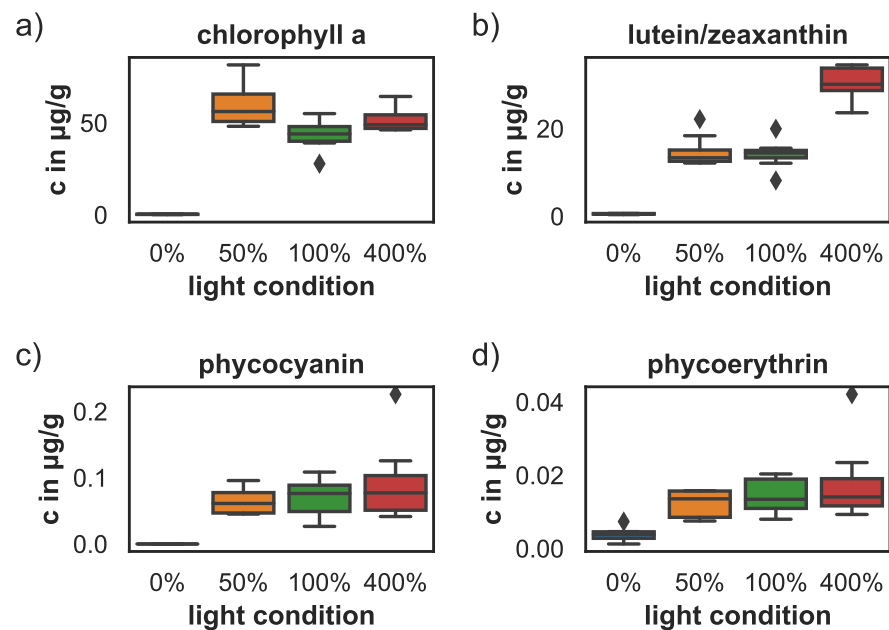 a) chlorophyll a
c in µg/g
50
0
0% 50% 100% 400%
light condition
b) lutein/zeaxanthin
c in µg/g
20
0
0% 50% 100% 400%
light condition
c) phycocyanin
c in µg/g
0.2
0.1
0.0
0% 50% 100% 400%
light condition
d) phycoerythrin
c in µg/g
0.04
0.02
0.00
0% 50% 100% 400%
light condition